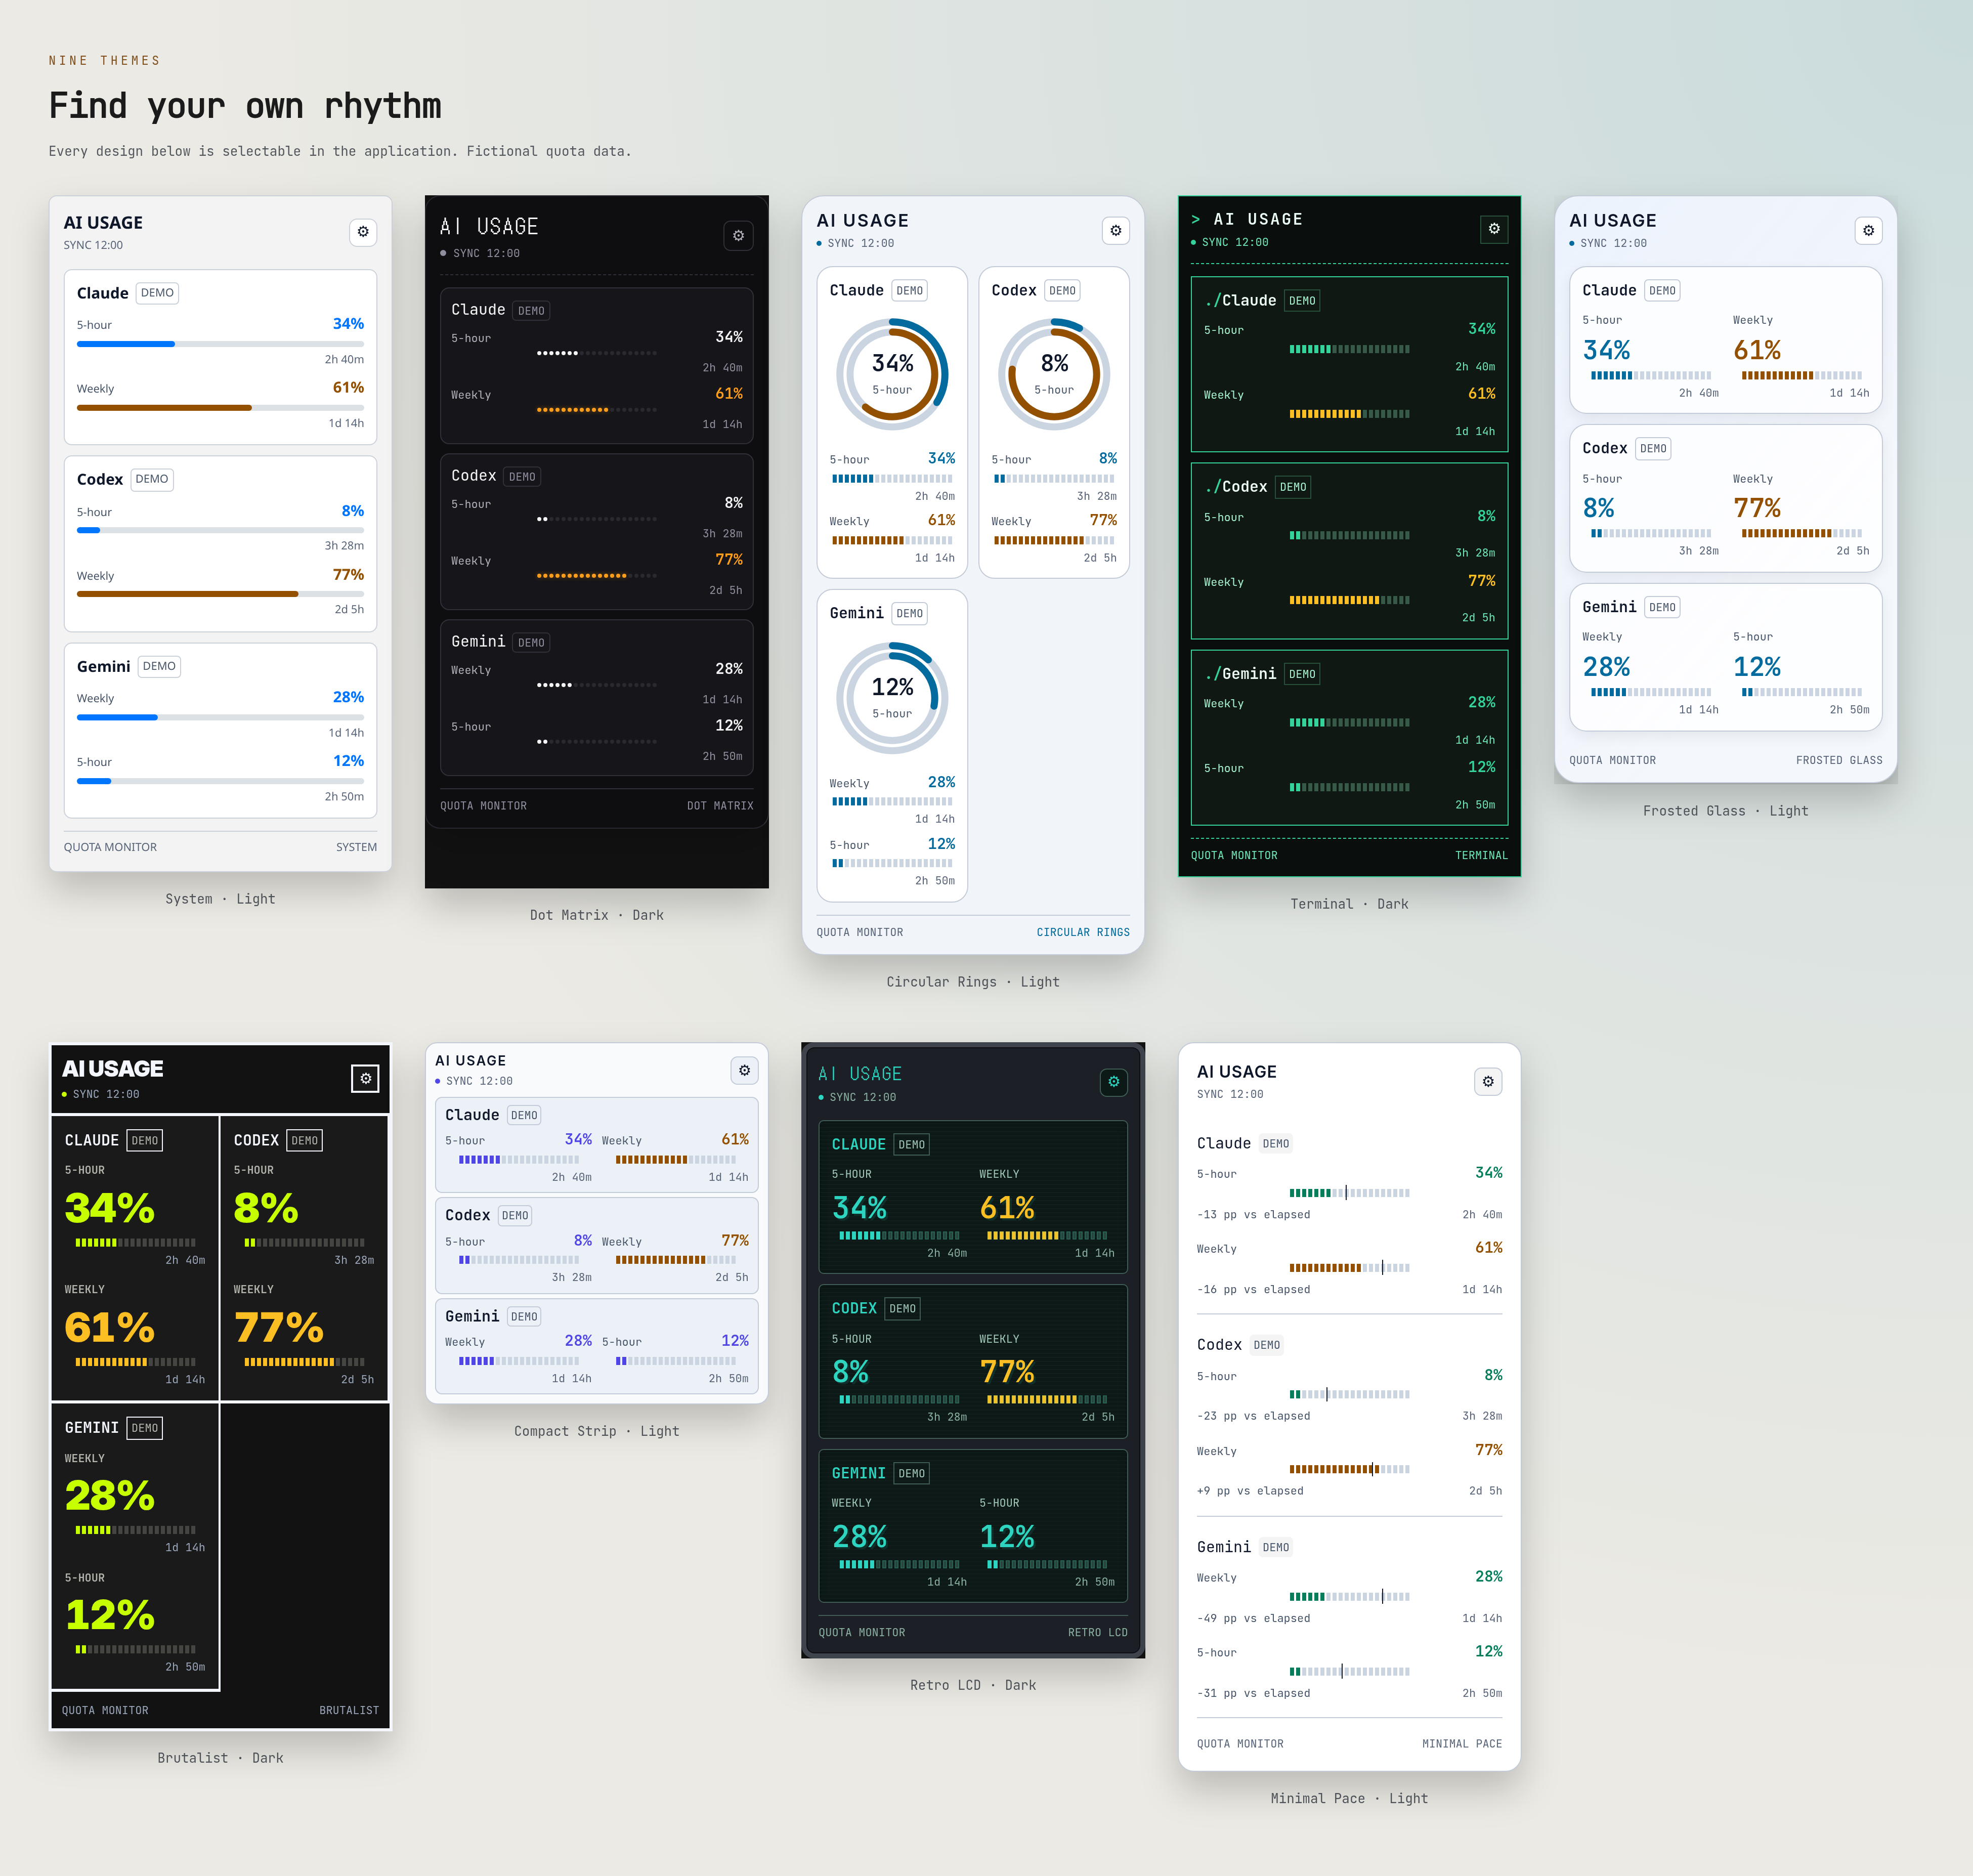 NINE THEMES
Find your own rhythm
Every design below is selectable in the application. Fictional quota data.
AI USAGE
SYNC 12:00
Claude DEMO
5-hour 34%
2h 40m
Weekly 61%
1d 14h
Codex DEMO
5-hour 8%
3h 28m
Weekly 77%
2d 5h
Gemini DEMO
Weekly 28%
1d 14h
5-hour 12%
2h 50m
QUOTA MONITOR SYSTEM
System · Light
AI USAGE
SYNC 12:00
Claude DEMO
5-hour 34%
2h 40m
Weekly 61%
1d 14h
Codex DEMO
5-hour 8%
3h 28m
Weekly 77%
2d 5h
Gemini DEMO
Weekly 28%
1d 14h
5-hour 12%
2h 50m
QUOTA MONITOR DOT MATRIX
Dot Matrix · Dark
AI USAGE
SYNC 12:00
Claude DEMO
34%
5-hour
5-hour 34%
2h 40m
Weekly 61%
1d 14h
Codex DEMO
8%
5-hour
5-hour 8%
3h 28m
Weekly 77%
2d 5h
Gemini DEMO
12%
5-hour
Weekly 28%
1d 14h
5-hour 12%
2h 50m
QUOTA MONITOR CIRCULAR RINGS
Circular Rings · Light
> AI USAGE
SYNC 12:00
./Claude DEMO
5-hour 34%
2h 40m
Weekly 61%
1d 14h
./Codex DEMO
5-hour 8%
3h 28m
Weekly 77%
2d 5h
./Gemini DEMO
Weekly 28%
1d 14h
5-hour 12%
2h 50m
QUOTA MONITOR TERMINAL
Terminal · Dark
AI USAGE
SYNC 12:00
Claude DEMO
5-hour Weekly
34% 61%
2h 40m 1d 14h
Codex DEMO
5-hour Weekly
8% 77%
3h 28m 2d 5h
Gemini DEMO
Weekly 5-hour
28% 12%
1d 14h 2h 50m
QUOTA MONITOR FROSTED GLASS
Frosted Glass · Light
AI USAGE
SYNC 12:00
CLAUDE DEMO
5-HOUR
34%
2h 40m
WEEKLY
61%
1d 14h
CODEX DEMO
5-HOUR
8%
3h 28m
WEEKLY
77%
2d 5h
GEMINI DEMO
WEEKLY
28%
1d 14h
5-HOUR
12%
2h 50m
QUOTA MONITOR BRUTALIST
Brutalist · Dark
AI USAGE
SYNC 12:00
Claude DEMO
5-hour 34% Weekly 61%
2h 40m 1d 14h
Codex DEMO
5-hour 8% Weekly 77%
3h 28m 2d 5h
Gemini DEMO
Weekly 28% 5-hour 12%
1d 14h 2h 50m
Compact Strip · Light
AI USAGE
SYNC 12:00
CLAUDE DEMO
5-HOUR WEEKLY
34% 61%
2h 40m 1d 14h
CODEX DEMO
5-HOUR WEEKLY
8% 77%
3h 28m 2d 5h
GEMINI DEMO
WEEKLY 5-HOUR
28% 12%
1d 14h 2h 50m
QUOTA MONITOR RETRO LCD
Retro LCD · Dark
AI USAGE
SYNC 12:00
Claude DEMO
5-hour 34%
-13 pp vs elapsed 2h 40m
Weekly 61%
-16 pp vs elapsed 1d 14h
Codex DEMO
5-hour 8%
-23 pp vs elapsed 3h 28m
Weekly 77%
+9 pp vs elapsed 2d 5h
Gemini DEMO
Weekly 28%
-49 pp vs elapsed 1d 14h
5-hour 12%
-31 pp vs elapsed 2h 50m
QUOTA MONITOR MINIMAL PACE
Minimal Pace · Light